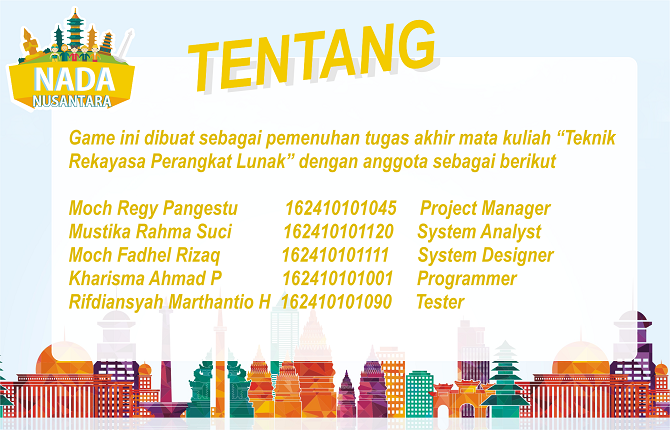 NADA
NUSANTARA
TENTANG
Game ini dibuat sebagai pemenuhan tugas akhir mata kuliah “Teknik
Rekayasa Perangkat Lunak” dengan anggota sebagai berikut
Moch Regy Pangestu 162410101045 Project Manager
Mustika Rahma Suci 162410101120 System Analyst
Moch Fadhel Rizaq 162410101111 System Designer
Kharisma Ahmad P 162410101001 Programmer
Rifdiansyah Marthantio H 162410101090 Tester